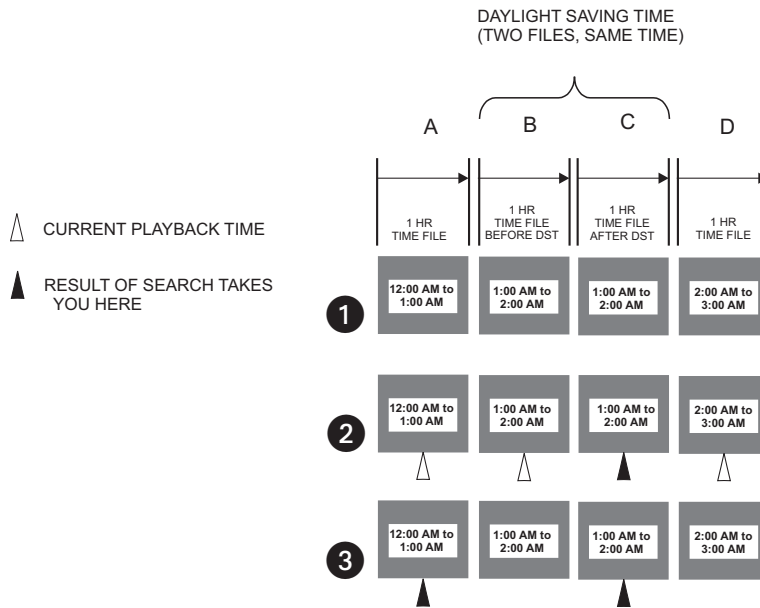 DAYLIGHT SAVING TIME
(TWO FILES, SAME TIME)
A B C D
1 HR
TIME FILE
1 HR
TIME FILE
BEFORE DST
1 HR
TIME FILE
AFTER DST
1 HR
TIME FILE
CURRENT PLAYBACK TIME
RESULT OF SEARCH TAKES
YOU HERE
1
12:00 AM to
1:00 AM
1:00 AM to
2:00 AM
1:00 AM to
2:00 AM
2:00 AM to
3:00 AM
2
12:00 AM to
1:00 AM
1:00 AM to
2:00 AM
1:00 AM to
2:00 AM
2:00 AM to
3:00 AM
3
12:00 AM to
1:00 AM
1:00 AM to
2:00 AM
1:00 AM to
2:00 AM
2:00 AM to
3:00 AM